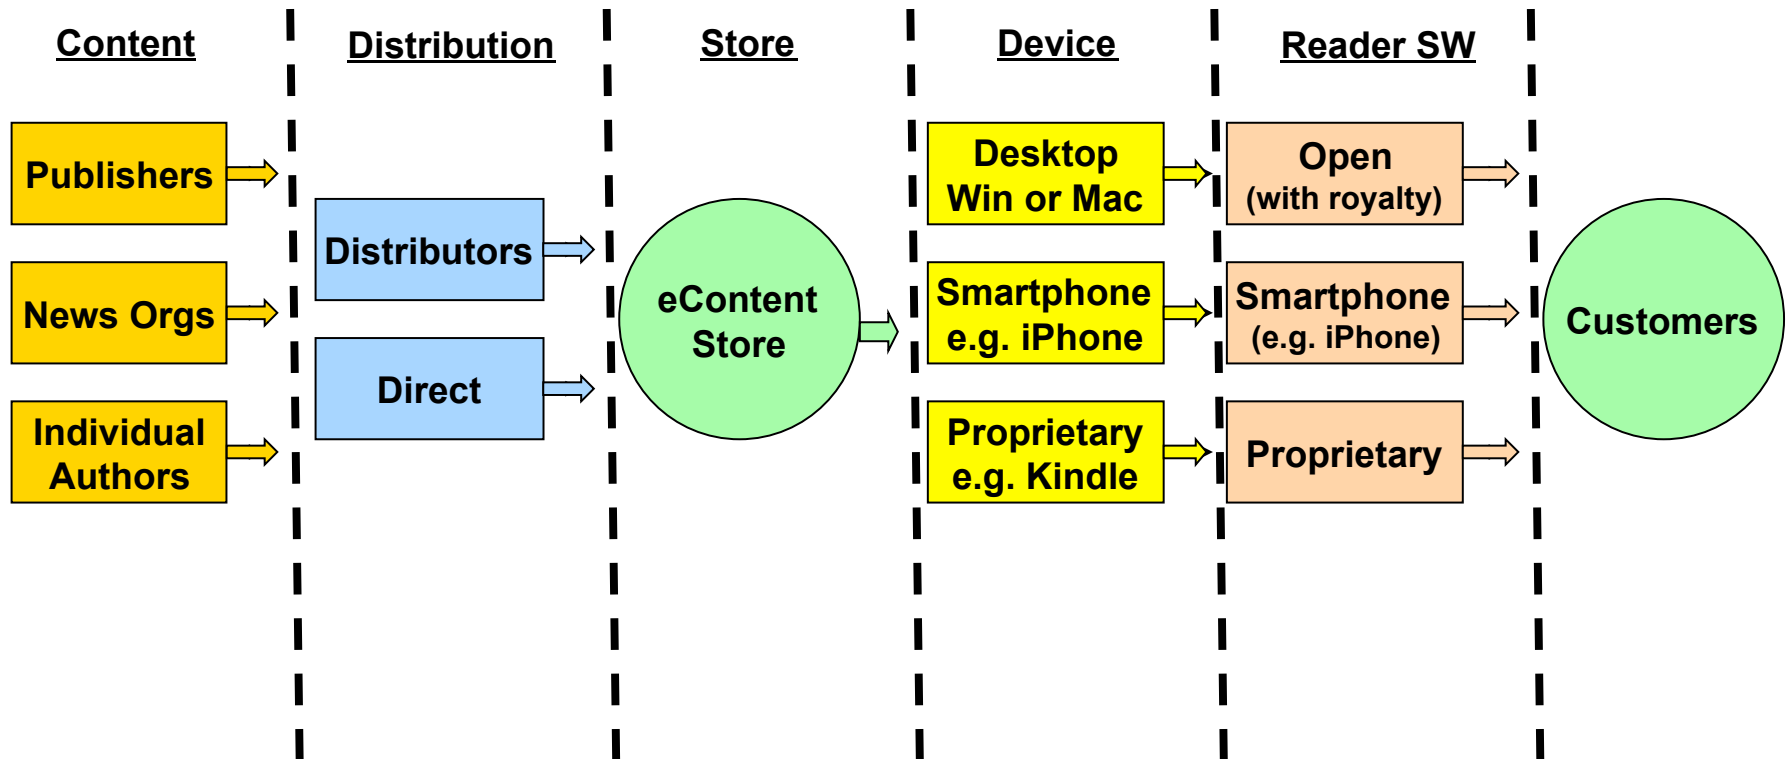 Content
Distribution
Store
Device
Reader SW
Publishers
News Orgs
Individual
Authors
Distributors
Direct
eContent
Store
Desktop
Win or Mac
Smartphone
e.g. iPhone
Proprietary
e.g. Kindle
Open
(with royalty)
Smartphone
(e.g. iPhone)
Proprietary
Customers